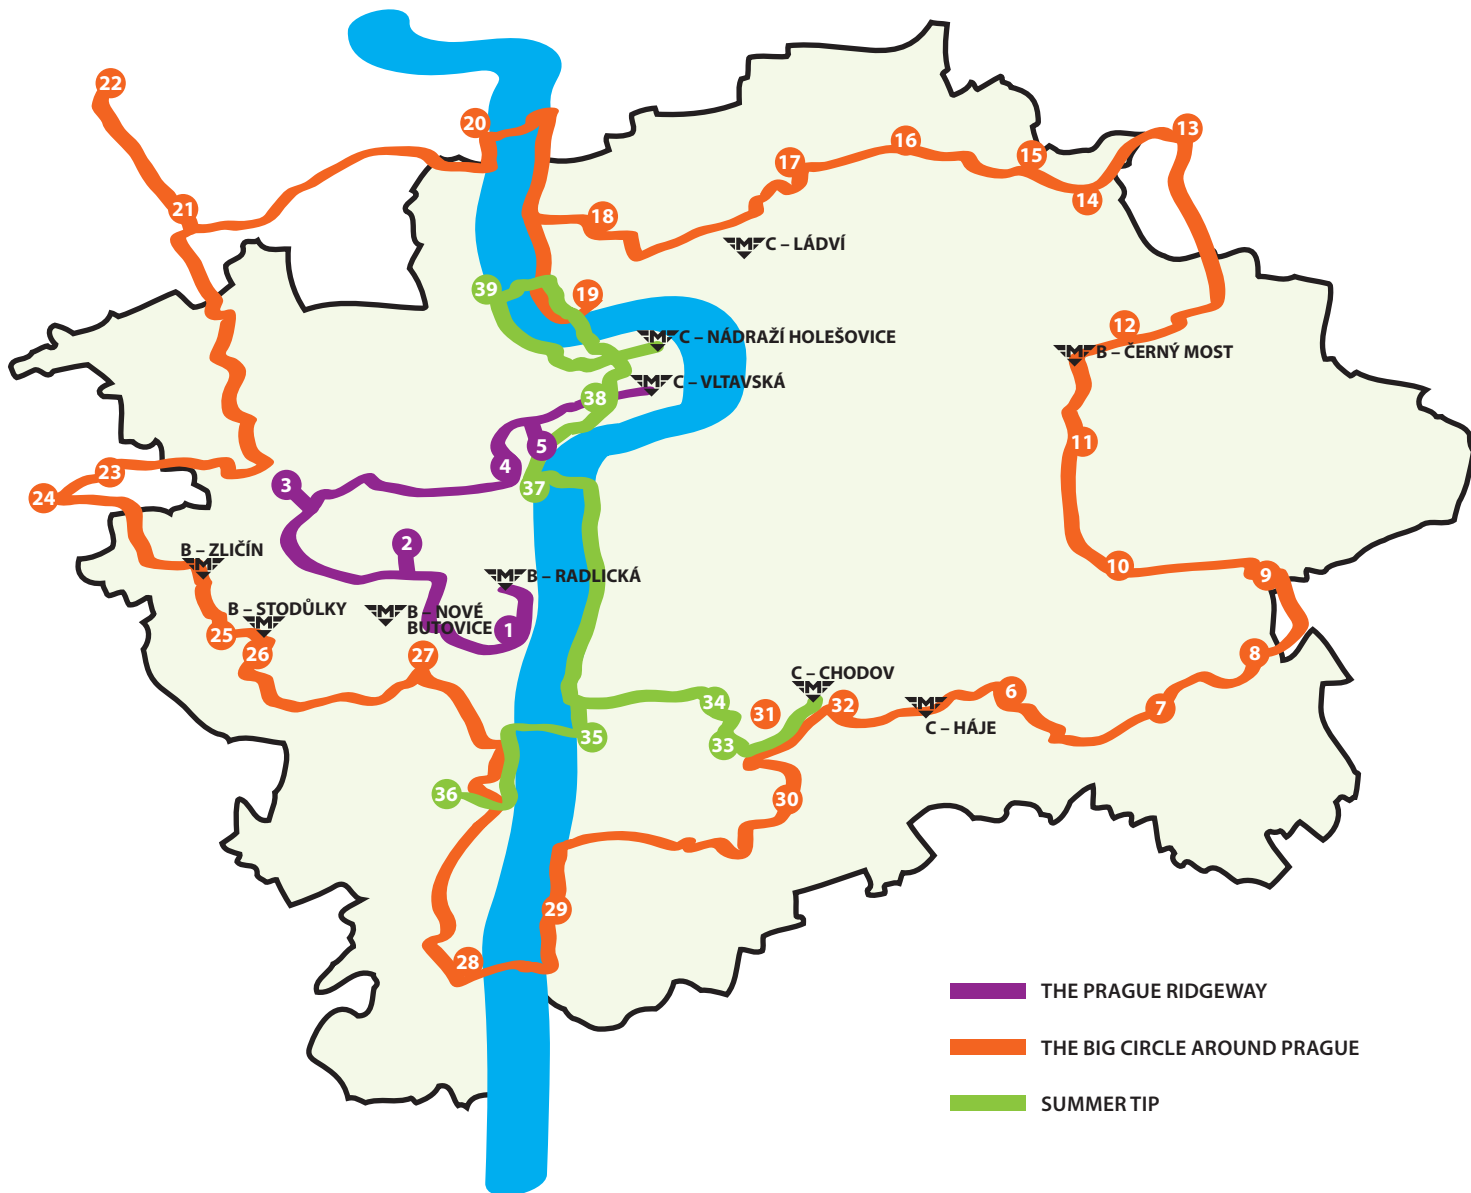 22
20
13
16
15
17
14
21
18
C – LÁDVÍ
39
19
12
C – NÁDRAŽÍ HOLEŠOVICE
B – ČERNÝ MOST
C – VLTAVSKÁ
38
5
11
4
23
3
37
24
2
B – ZLIČÍN
10
9
B – RADLICKÁ
B – STODŮLKY
B – NOVÉ
BUTOVICE
1
25
26
27
8
C – CHODOV
6
34
32
31
7
C – HÁJE
35
33
36
30
29
28
THE PRAGUE RIDGEWAY
THE BIG CIRCLE AROUND PRAGUE
SUMMER TIP